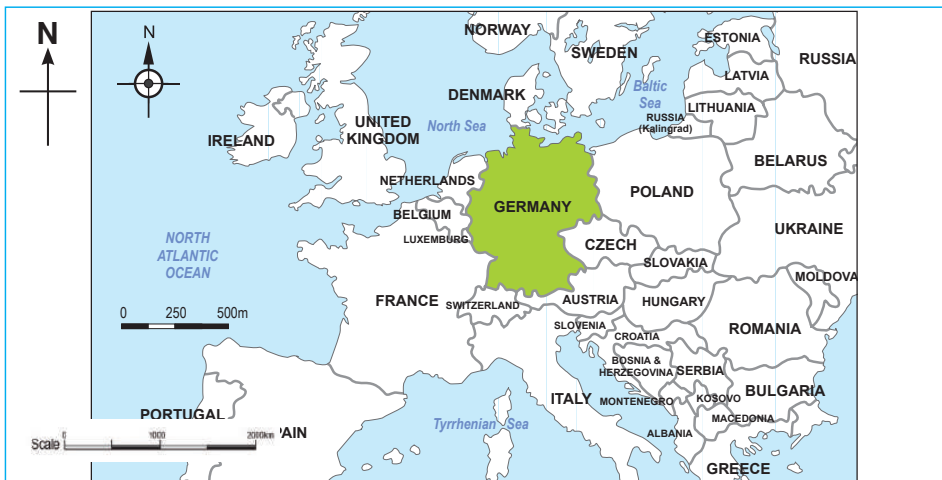 N
N
NORWAY
SWEDEN
ESTONIA
RUSSIA
LATVIA
Baltic
Sea
DENMARK
LITHUANIA
RUSSIA
(Kalingrad)
North Sea
UNITED
KINGDOM
IRELAND
BELARUS
NETHERLANDS
POLAND
GERMANY
BELGIUM
UKRAINE
LUXEMBURG
CZECH
NORTH
ATLANTIC
OCEAN
SLOVAKIA
MOLDOVA
FRANCE
SWITZERLAND
AUSTRIA
HUNGARY
0 250 500m
SLOVENIA
ROMANIA
CROATIA
BOSNIA &
HERZEGOVINA
SERBIA
BULGARIA
ITALY
MONTENEGRO
KOSOVO
MACEDONIA
PORTUGAL
Tyrrhenian Sea
ALBANIA
PAIN
Scale
0 1000 2000km
GREECE